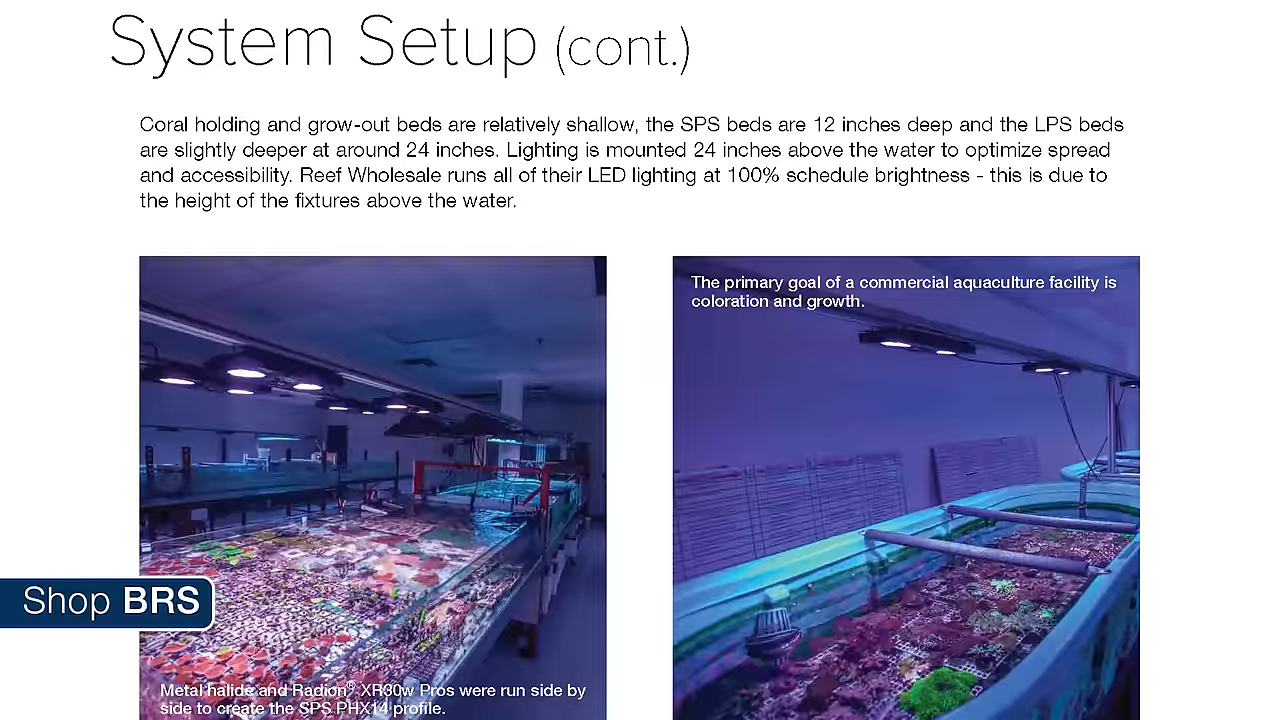 System Setup (cont.)
Coral holding and grow-out beds are relatively shallow, the SPS beds are 12 inches deep and the LPS beds
are slightly deeper at around 24 inches. Lighting is mounted 24 inches above the water to optimize spread
and accessibility. Reef Wholesale runs all of their LED lighting at 100% schedule brightness - this is due to
the height of the fixtures above the water.
The primary goal of a commercial aquaculture facility is
coloration and growth.
Shop BRS
Metal halide and Radion® XR30w Pros were run side by
side to create the SPS PHX14 profile.